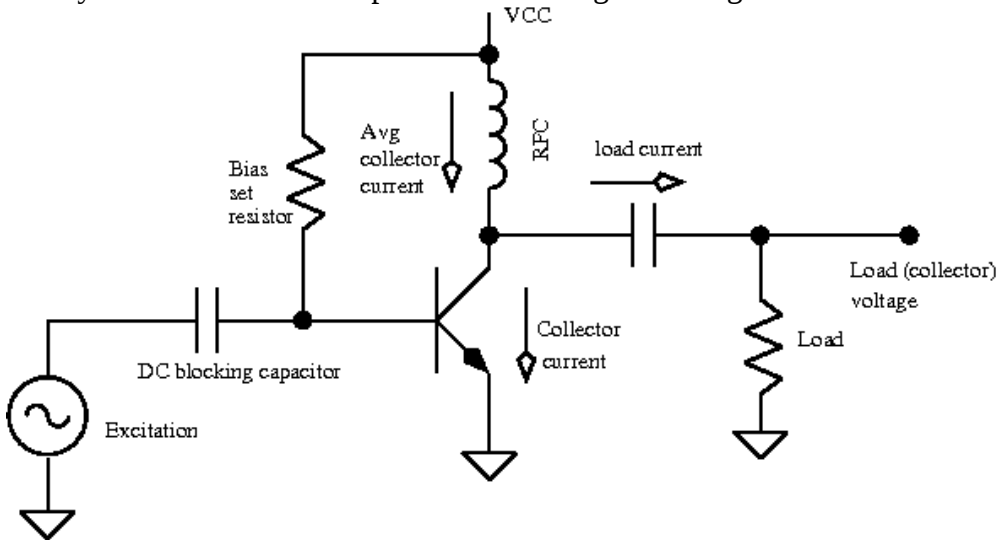 VCC
Avg
collector
current
RFC
load current
Bias
set
resistor
Load (collector)
voltage
Collector
current
Load
DC blocking capacitor
Excitation